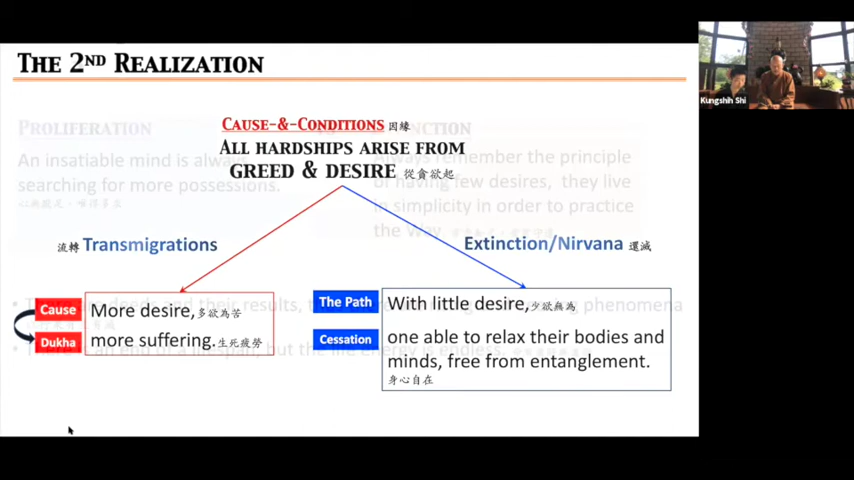 THE 2ND REALIZATION
Kungshih Shi
CAUSE-&-CONDITIONS 因緣
ALL HARDSHIPS ARISE FROM
GREED & DESIRE 從貪欲起
PROLIFERATION
An insatiable mind is always
searching for more possessions.
Always remember the principle
of having few desires, they live
in simplicity in order to practice
the Way.
流轉 Transmigrations
Extinction/Nirvana 還滅
Cause
More desire,多欲為苦
Dukha
more suffering.生死疲勞
The Path
With little desire,少欲無為
Cessation
one able to relax their bodies and
minds, free from entanglement.
身心自在